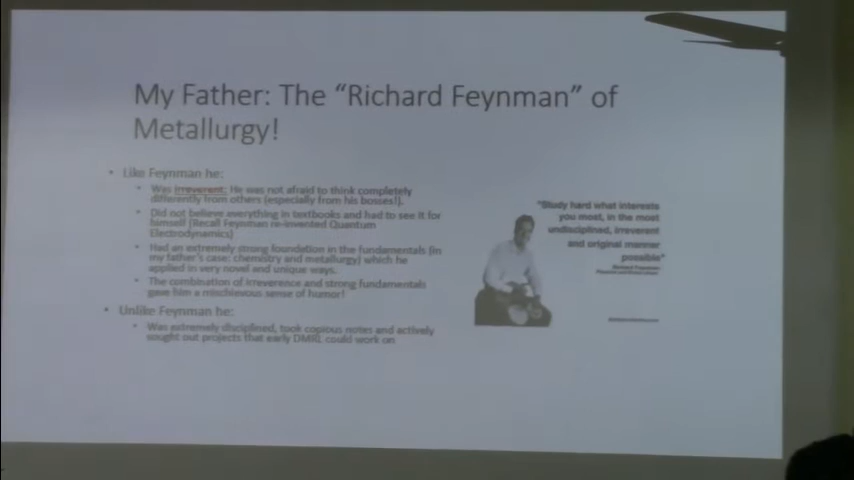 My Father: The “Richard Feynman” of
Metallurgy!
• Like Feynman he:
• Was irreverent: He was not afraid to think completely
differently from others (especially from his bosses!).
• Did not believe everything in textbooks and had to see it for
himself (Recall Feynman re-invented Quantum
Electrodynamics)
• Had an extremely strong foundation in the fundamentals (in
my father's case: chemistry and metallurgy) which he
applied in very novel and unique ways.
• The combination of irreverence and strong fundamentals
gave him a mischievous sense of humor!
• Unlike Feynman he:
• Was extremely disciplined, took copious notes and actively
sought out projects that early DMRL could work on
"Study hard what interests
you most, in the most
undisciplined, irreverent
and original manner
possible"
Richard Feynman